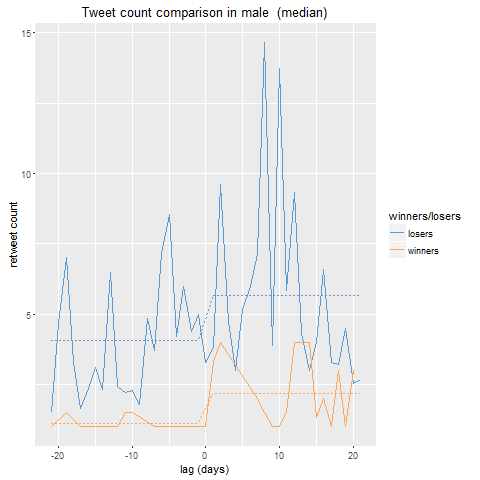 Tweet count comparison in male (median)
15
10
5
retweet count
-20 -10 0 10 20
lag (days)
winners/losers
losers
winners